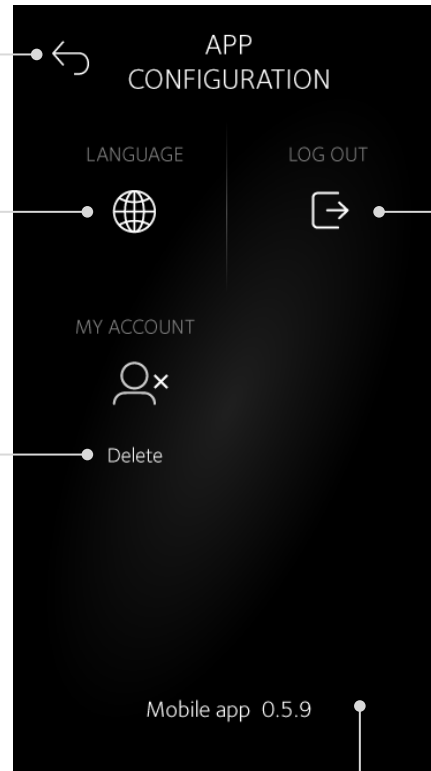 APP
CONFIGURATION
LANGUAGE
LOG OUT
MY ACCOUNT
Delete
Mobile app 0.5.9